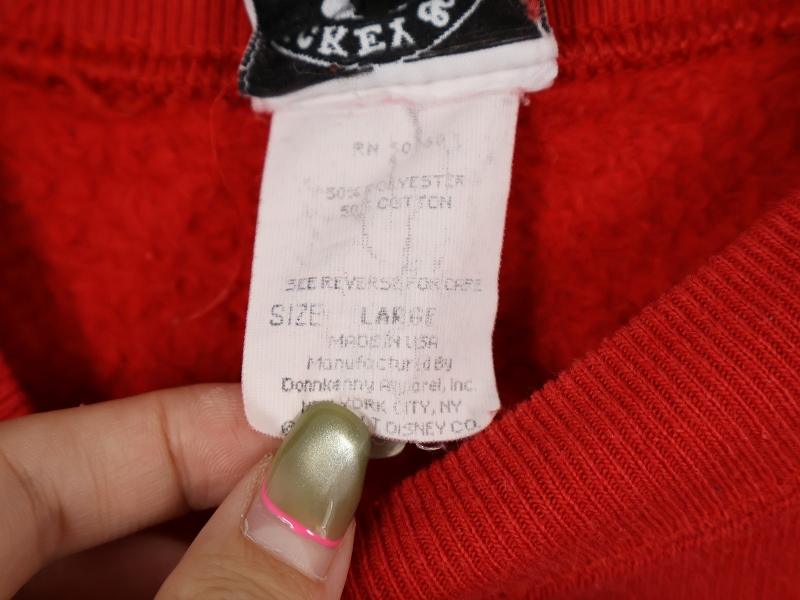 RN
50% POLYESTER
50% COTTON
SEE REVERSE FOR CARE
SIZE LARGE
MADE IN USA
Manufactured By
Donnkenny Apparel, Inc.
NEW YORK CITY, NY
DISNEY CO.